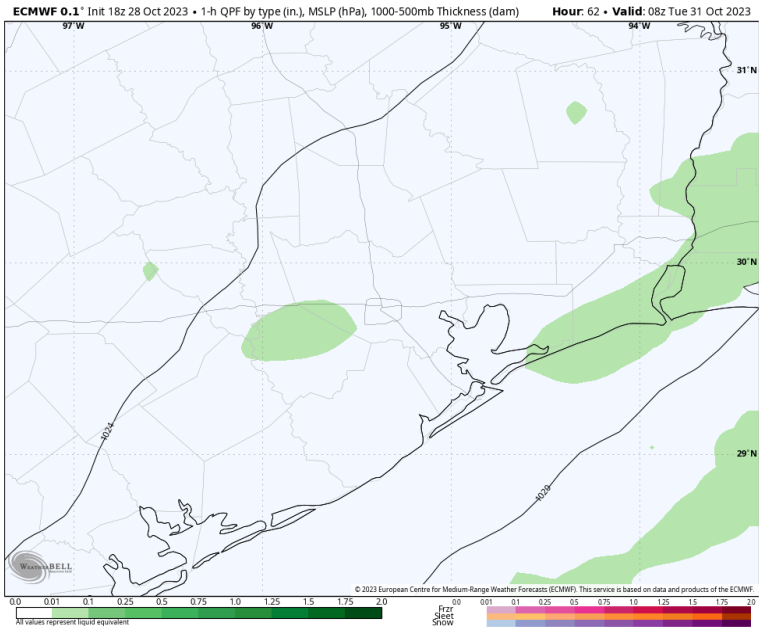 ECMWF 0.1° Init 18z 28 Oct 2023 • 1-h QPF by type (in.), MSLP (hPa), 1000-500mb Thickness (dam) Hour: 62 • Valid: 08z Tue 31 Oct 2023
97°W 96°W 95°W 94°W
31°N
30°N
1024
29°N
1020
WEATHERBELL
© 2023 European Centre for Medium-Range Weather Forecasts (ECMWF). This service is based on data and products of the ECMWF.
0.0 0.01 0.1 0.25 0.5 0.75 1.0 1.25 1.5 1.75 2.0
All values represent liquid equivalent
0.0 0.01 0.1 0.25 0.5 0.75 1.0 1.25 1.5 1.75 2.0
Frzr
Sleet
Snow